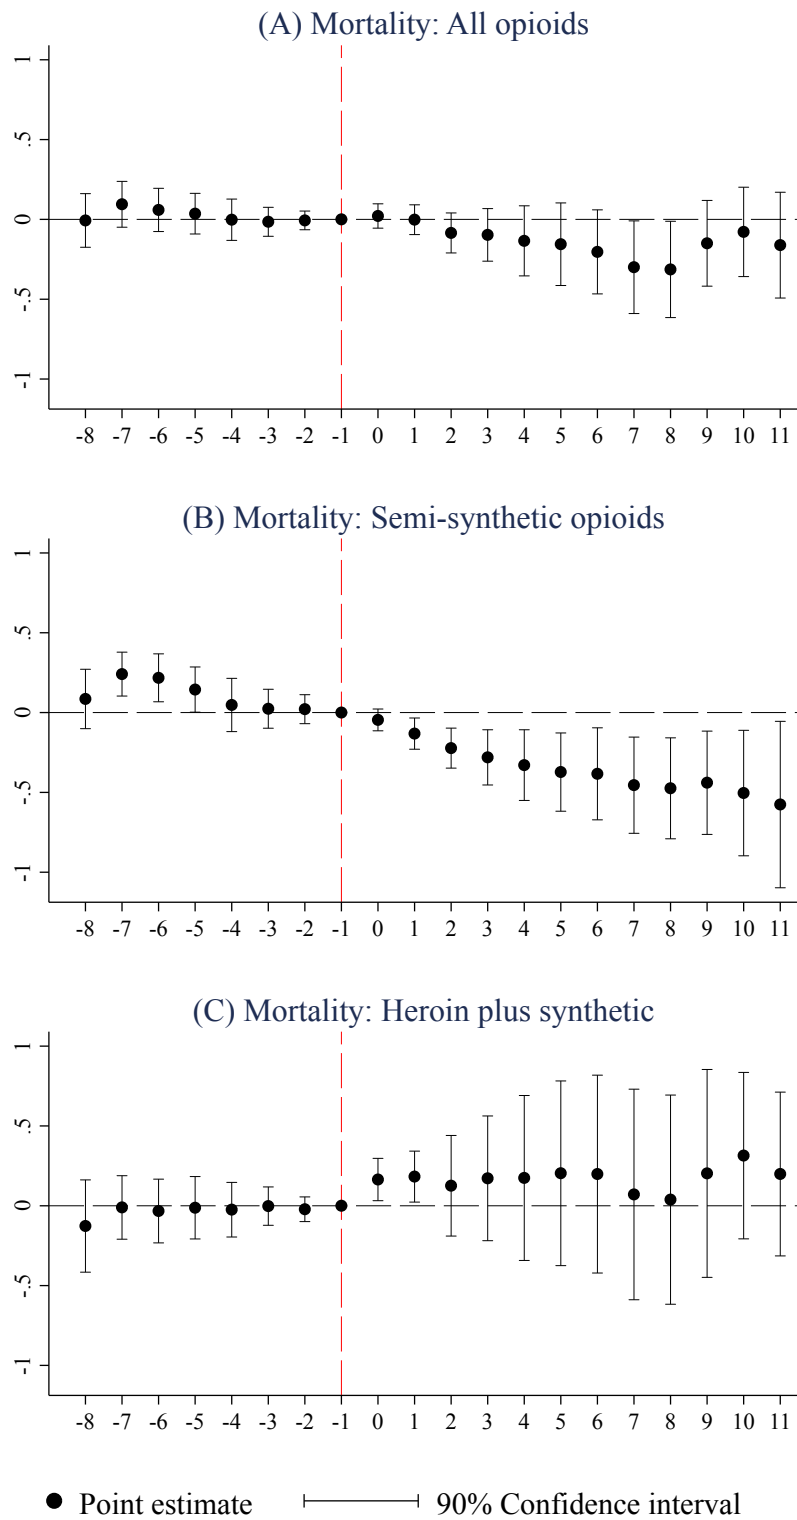 (A) Mortality: All opioids
1
.5
0
-.5
-1
-8 -7 -6 -5 -4 -3 -2 -1 0 1 2 3 4 5 6 7 8 9 10 11
(B) Mortality: Semi-synthetic opioids
1
.5
0
-.5
-1
-8 -7 -6 -5 -4 -3 -2 -1 0 1 2 3 4 5 6 7 8 9 10 11
(C) Mortality: Heroin plus synthetic
1
.5
0
-.5
-1
-8 -7 -6 -5 -4 -3 -2 -1 0 1 2 3 4 5 6 7 8 9 10 11
Point estimate 90% Confidence interval